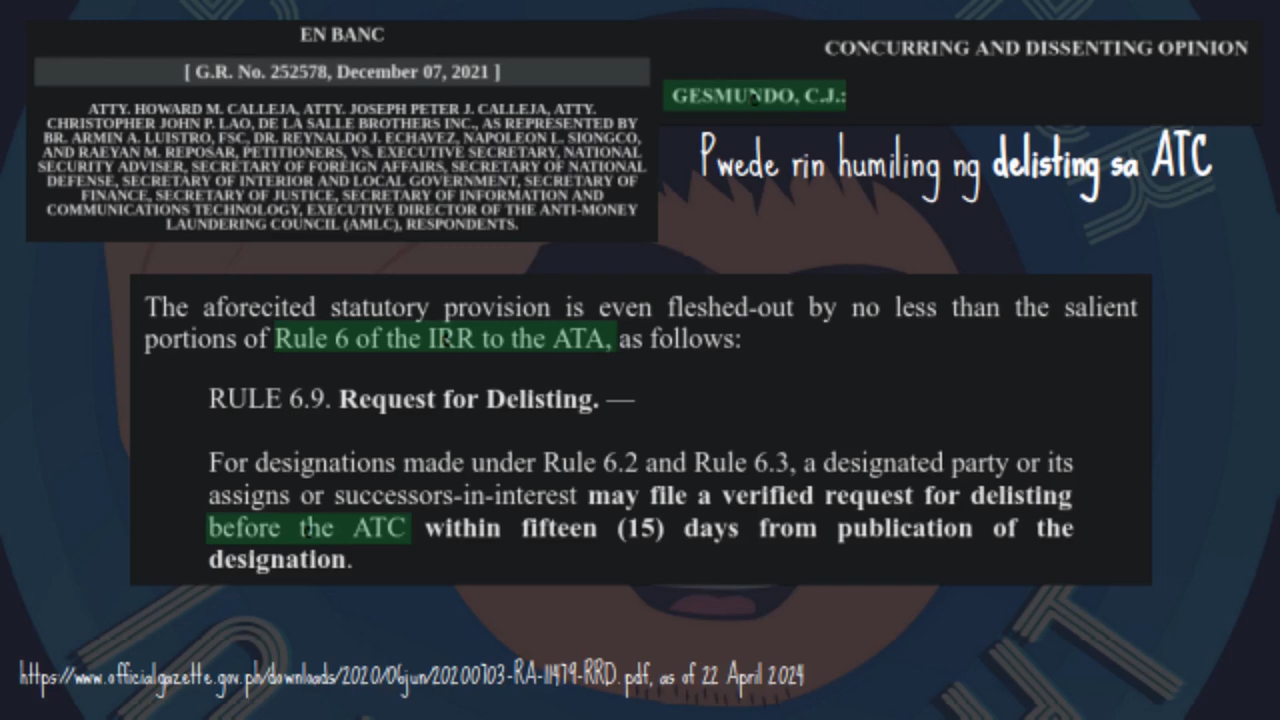 EN BANC
[ G.R. No. 252578, December 07, 2021 ]
ATTY. HOWARD M. CALLEJA, ATTY. JOSEPH PETER J. CALLEJA, ATTY.
CHRISTOPHER JOHN P. LAO, DE LA SALLE BROTHERS INC., AS REPRESENTED BY
BR. ARMIN A. LUISTRO, FSC, DR. REYNALDO J. ECHAVEZ, NAPOLEON L. SIONGCO,
AND RAEYAN M. REPOSAR, PETITIONERS, VS. EXECUTIVE SECRETARY, NATIONAL
SECURITY ADVISER, SECRETARY OF FOREIGN AFFAIRS, SECRETARY OF NATIONAL
DEFENSE, SECRETARY OF INTERIOR AND LOCAL GOVERNMENT, SECRETARY OF
FINANCE, SECRETARY OF JUSTICE, SECRETARY OF INFORMATION AND
COMMUNICATIONS TECHNOLOGY, EXECUTIVE DIRECTOR OF THE ANTI-MONEY
LAUNDERING COUNCIL (AMLC), RESPONDENTS.
CONCURRING AND DISSENTING OPINION
GESMUNDO, C.J.:
Pwede rin humiling ng delisting sa ATC
The aforecited statutory provision is even fleshed-out by no less than the salient
portions of Rule 6 of the IRR to the ATA, as follows:
RULE 6.9. Request for Delisting. —
For designations made under Rule 6.2 and Rule 6.3, a designated party or its
assigns or successors-in-interest may file a verified request for delisting
before the ATC within fifteen (15) days from publication of the
designation.
https://www.officialgazette.gov.ph/downloads/2020/06jun/20200703-RA-11479-RRD.pdf, as of 22 April 2024